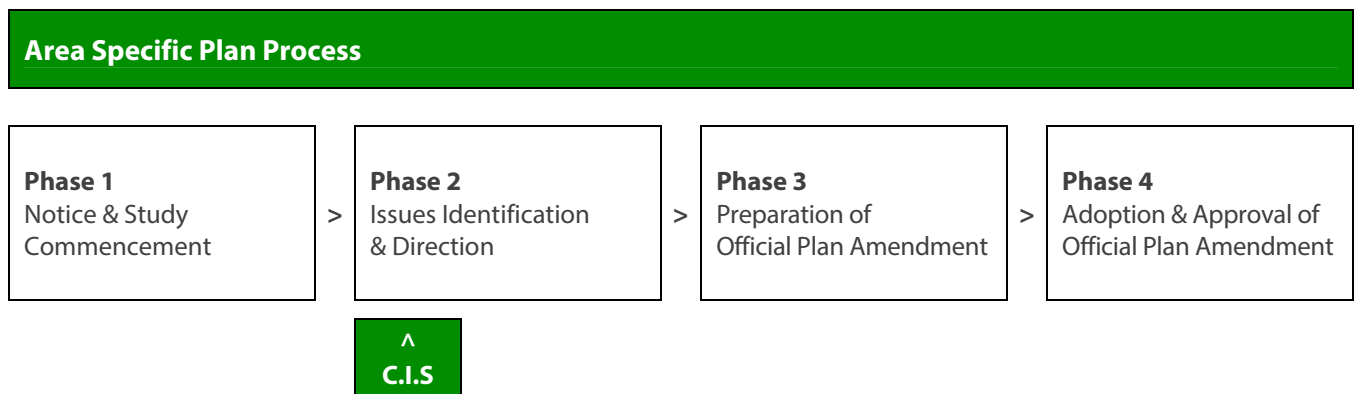 Area Specific Plan Process
Phase 1
Notice & Study
Commencement
>
Phase 2
Issues Identification
& Direction
>
Phase 3
Preparation of
Official Plan Amendment
>
Phase 4
Adoption & Approval of
Official Plan Amendment
^
C.I.S